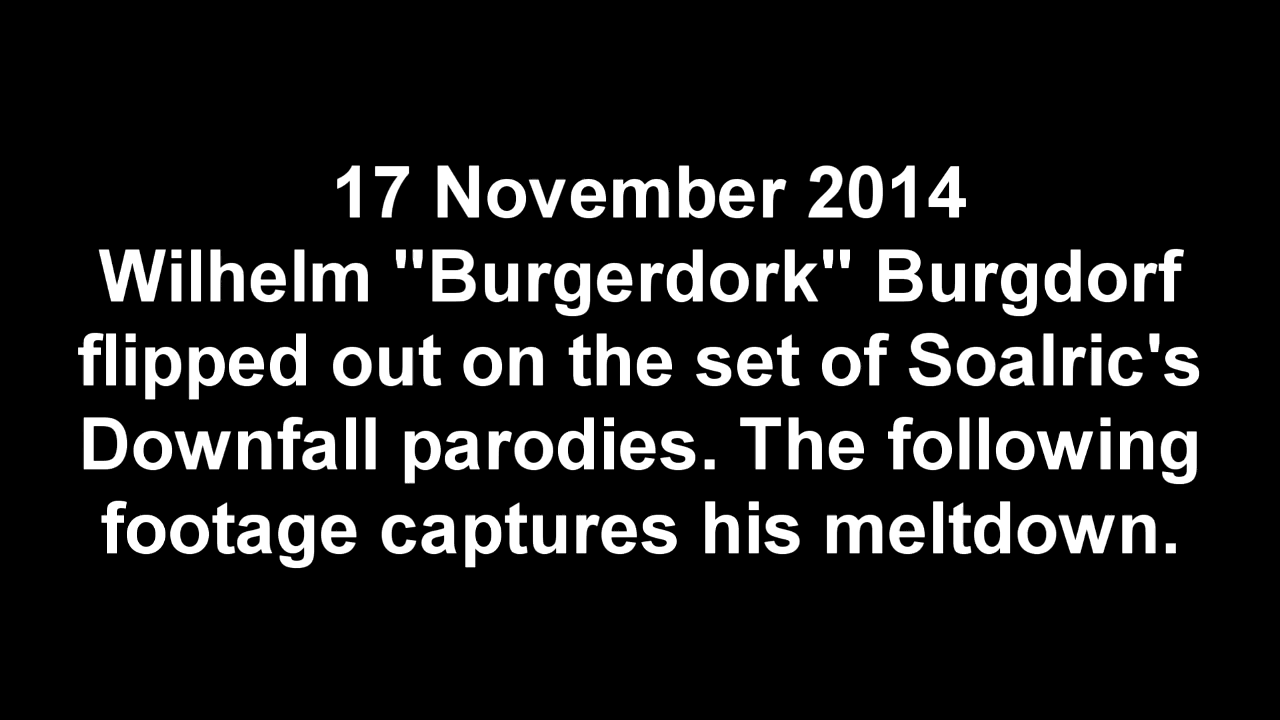 17 November 2014
Wilhelm "Burgerdork" Burgdorf
flipped out on the set of Soalric's
Downfall parodies. The following
footage captures his meltdown.